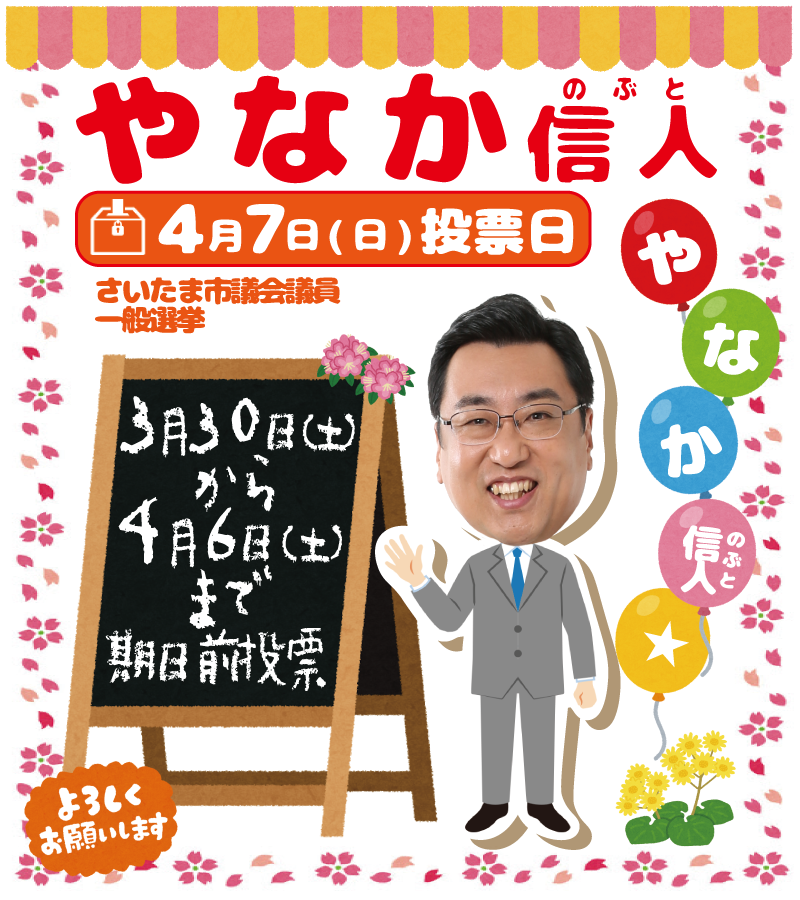 のぶと
やなか信人
4月7日(日)投票日
さいたま市議会議員
一般選挙
3月30日(土)
から
4月6日(土)
まで
期日前投票
や
な
か
のぶと
信人
よろしく
お願いします